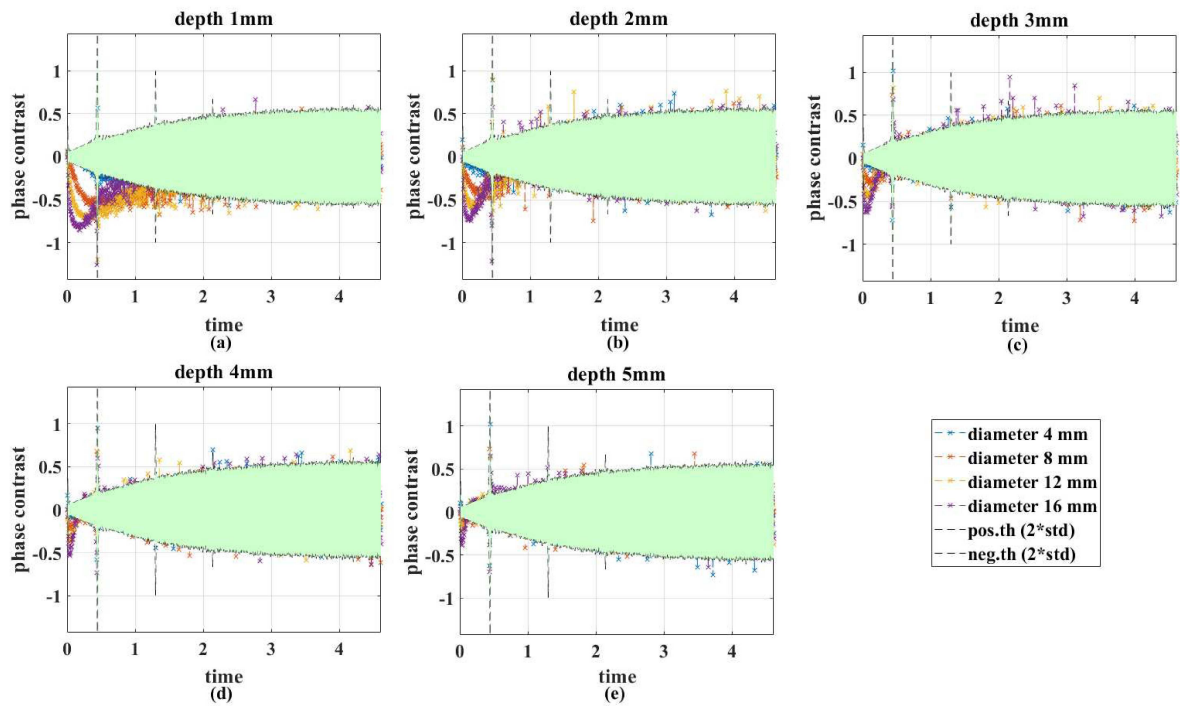 depth 1mm
phase contrast
1
0.5
0
-0.5
-1
0 1 2 3 4
time
(a)
depth 2mm
phase contrast
1
0.5
0
-0.5
-1
0 1 2 3 4
time
(b)
depth 3mm
phase contrast
1
0.5
0
-0.5
-1
0 1 2 3 4
time
(c)
depth 4mm
phase contrast
1
0.5
0
-0.5
-1
0 1 2 3 4
time
(d)
depth 5mm
phase contrast
1
0.5
0
-0.5
-1
0 1 2 3 4
time
(e)
diameter 4 mm
diameter 8 mm
diameter 12 mm
diameter 16 mm
pos.th (2*std)
neg.th (2*std)